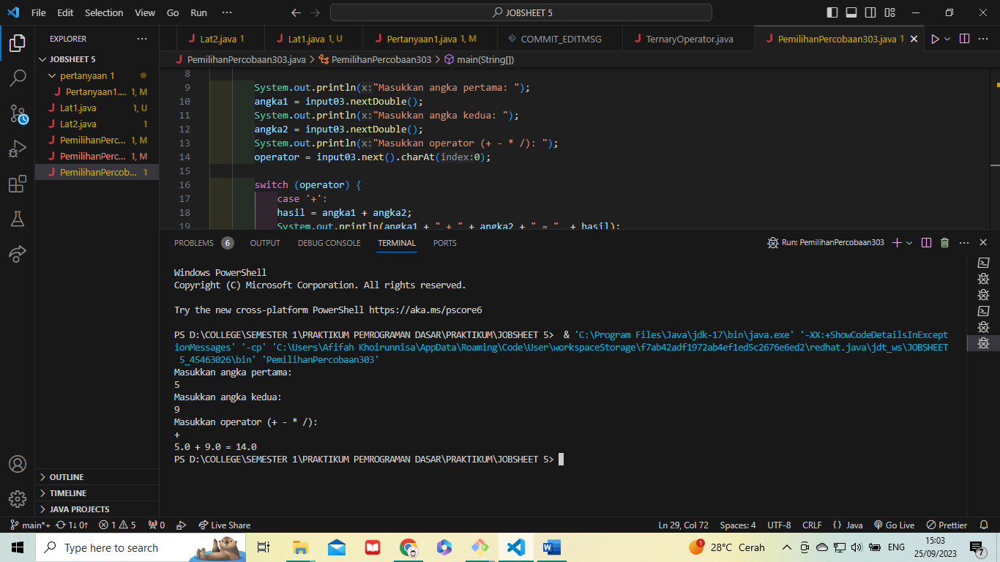 File Edit Selection View Go Run ··· JOBSHEET 5
EXPLORER ···
JOBSHEET 5
pertanyaan 1
Pertanyaan1.... 1, M
Lat1.java 1, U
Lat2.java 1
PemilihanPerc... 1, M
PemilihanPerc... 1, M
PemilihanPercob... 1
OUTLINE
TIMELINE
JAVA PROJECTS
Lat2.java 1 Lat1.java 1, U Pertanyaan1.java 1, M COMMIT_EDITMSG TernaryOperator.java PemilihanPercobaan303.java 1
PemilihanPercobaan303.java > PemilihanPercobaan303 > main(String[])
8
9 System.out.println(x:"Masukkan angka pertama: ");
10 angka1 = input03.nextDouble();
11 System.out.println(x:"Masukkan angka kedua: ");
12 angka2 = input03.nextDouble();
13 System.out.println(x:"Masukkan operator (+ - * /): ");
14 operator = input03.next().charAt(index:0);
15
16 switch (operator) {
17 case '+':
18 hasil = angka1 + angka2;
19 System.out.println(angka1 + " + " + angka2 + " = " + hasil);
PROBLEMS 6 OUTPUT DEBUG CONSOLE TERMINAL PORTS Run: PemilihanPercobaan303
Windows PowerShell
Copyright (C) Microsoft Corporation. All rights reserved.
Try the new cross-platform PowerShell https://aka.ms/pscore6
PS D:\COLLEGE\SEMESTER 1\PRAKTIKUM PEMROGRAMAN DASAR\PRAKTIKUM\JOBSHEET 5> & 'C:\Program Files\Java\jdk-17\bin\java.exe' '-XX:+ShowCodeDetailsInExcept
ionMessages' '-cp' 'C:\Users\Afifah Khoirunnisa\AppData\Roaming\Code\User\workspaceStorage\f7ab42adf1972ab4ef1ed5c2676e6ed2\redhat.java\jdt_ws\JOBSHEET
5_45463026\bin' 'PemilihanPercobaan303'
Masukkan angka pertama:
5
Masukkan angka kedua:
9
Masukkan operator (+ - * /):
+
5.0 + 9.0 = 14.0
PS D:\COLLEGE\SEMESTER 1\PRAKTIKUM PEMROGRAMAN DASAR\PRAKTIKUM\JOBSHEET 5>
main*+ 1↓ 0↑ 1 5 0 Live Share Ln 29, Col 72 Spaces: 4 UTF-8 CRLF { } Java Go Live Prettier
Type here to search 1 28°C Cerah ENG 15:03 25/09/2023 7